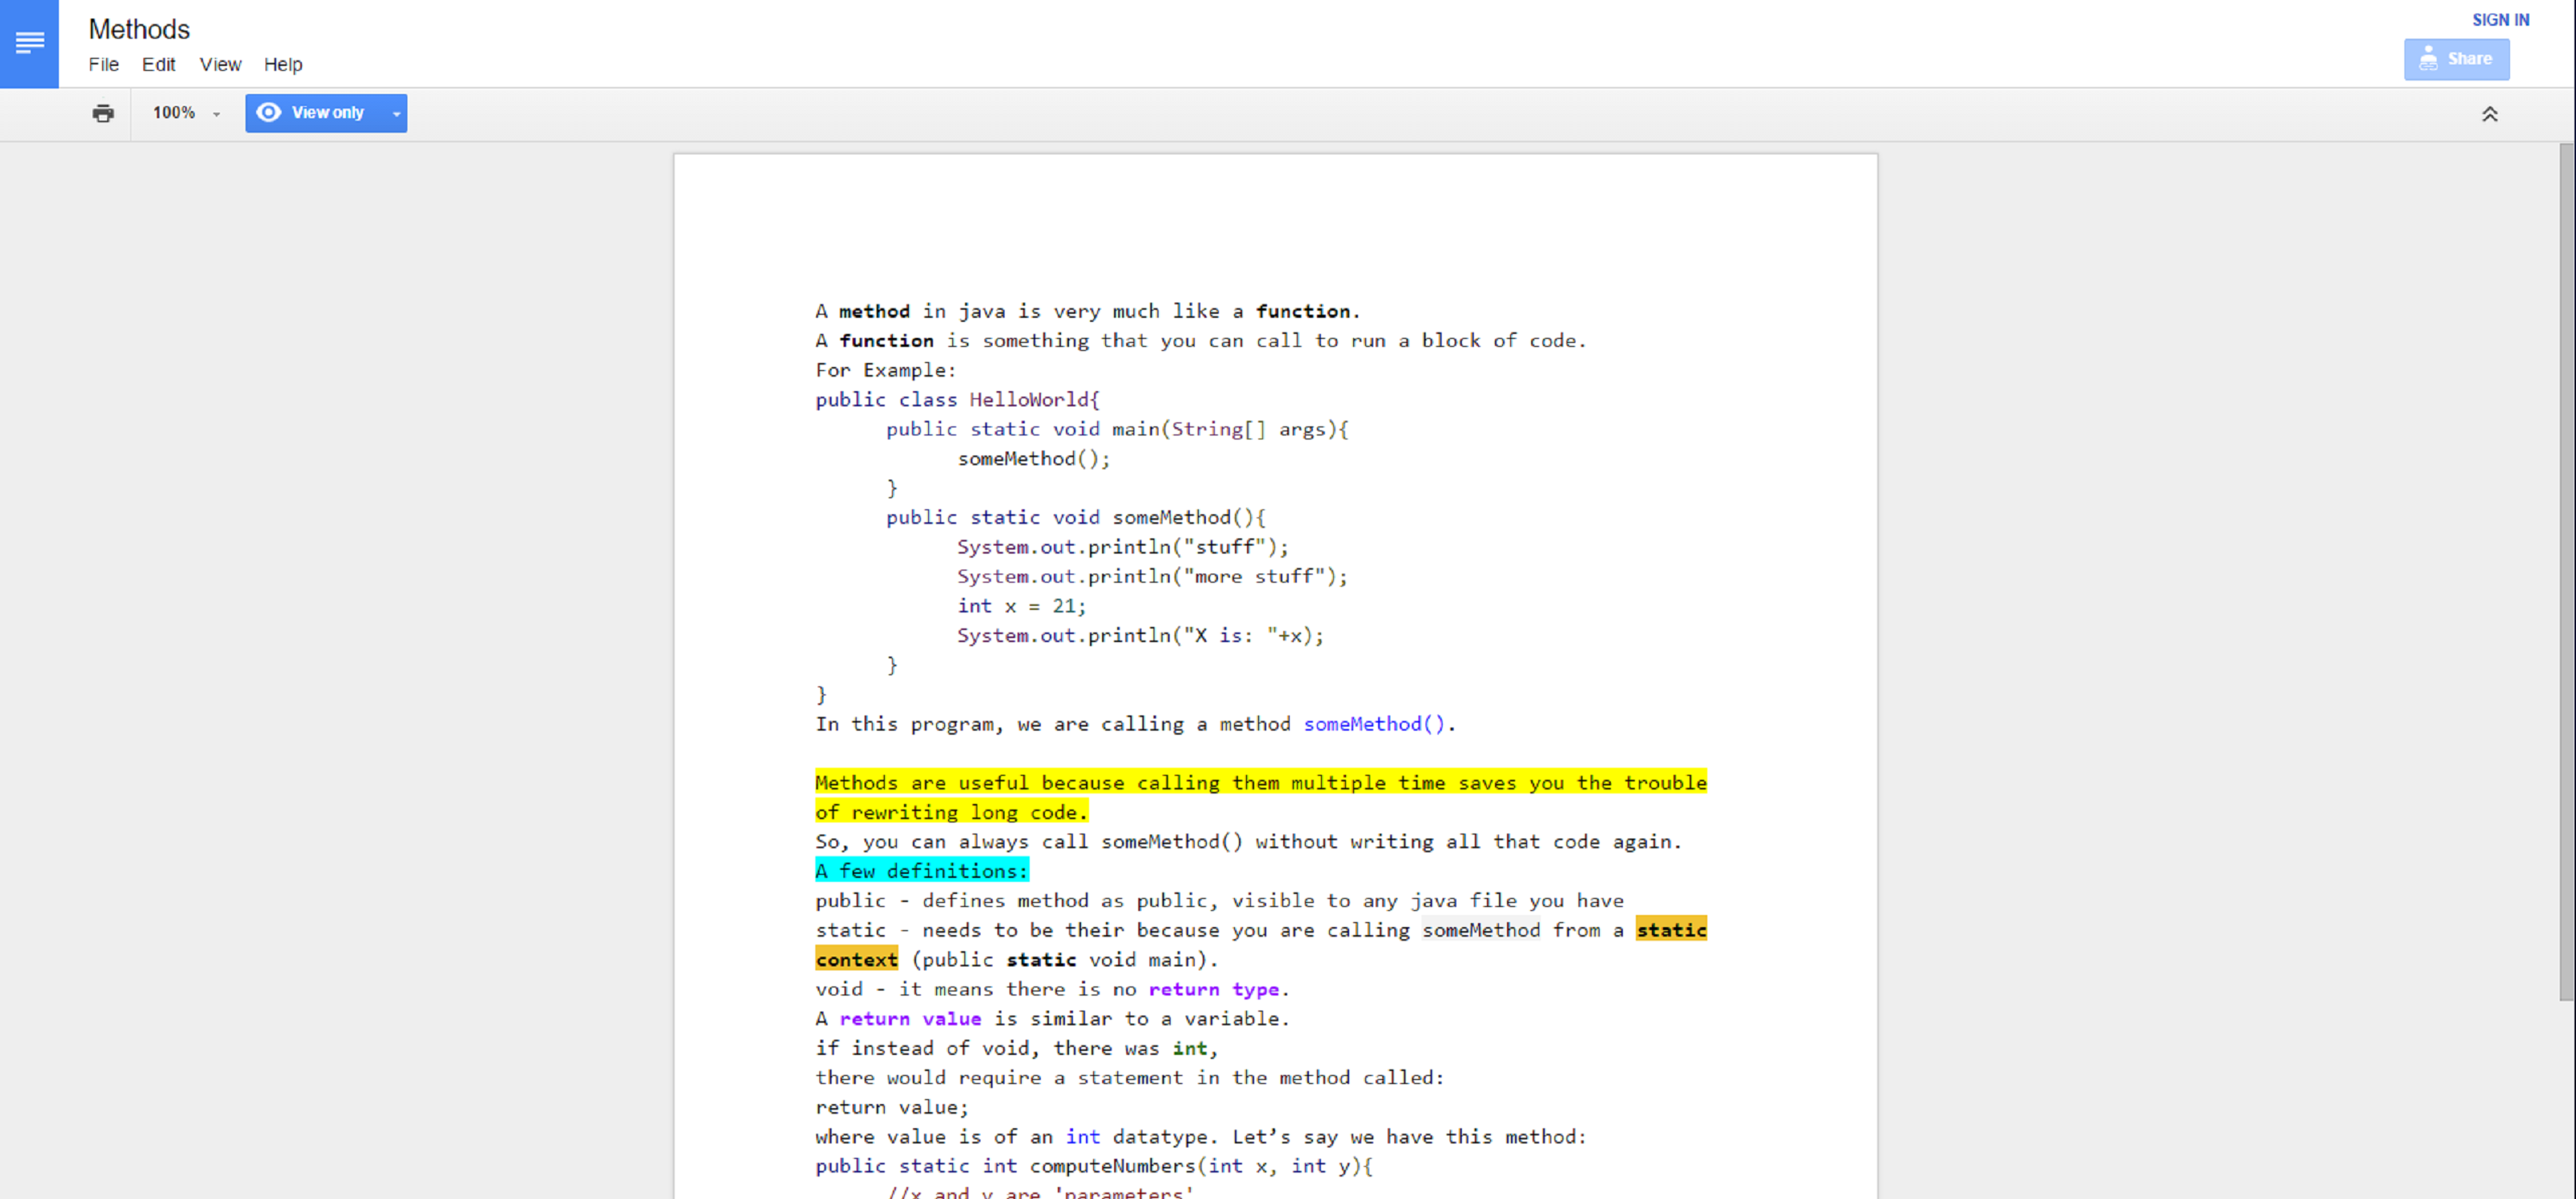 Methods
SIGN IN
File Edit View Help
Share
100% View only
A method in java is very much like a function.
A function is something that you can call to run a block of code.
For Example:
public class HelloWorld{
public static void main(String[] args){
someMethod();
}
public static void someMethod(){
System.out.println("stuff");
System.out.println("more stuff");
int x = 21;
System.out.println("X is: "+x);
}
}
In this program, we are calling a method someMethod().
Methods are useful because calling them multiple time saves you the trouble
of rewriting long code.
So, you can always call someMethod() without writing all that code again.
A few definitions:
public - defines method as public, visible to any java file you have
static - needs to be their because you are calling someMethod from a static
context (public static void main).
void - it means there is no return type.
A return value is similar to a variable.
if instead of void, there was int,
there would require a statement in the method called:
return value;
where value is of an int datatype. Let’s say we have this method:
public static int computeNumbers(int x, int y){
//x and y are 'parameters'